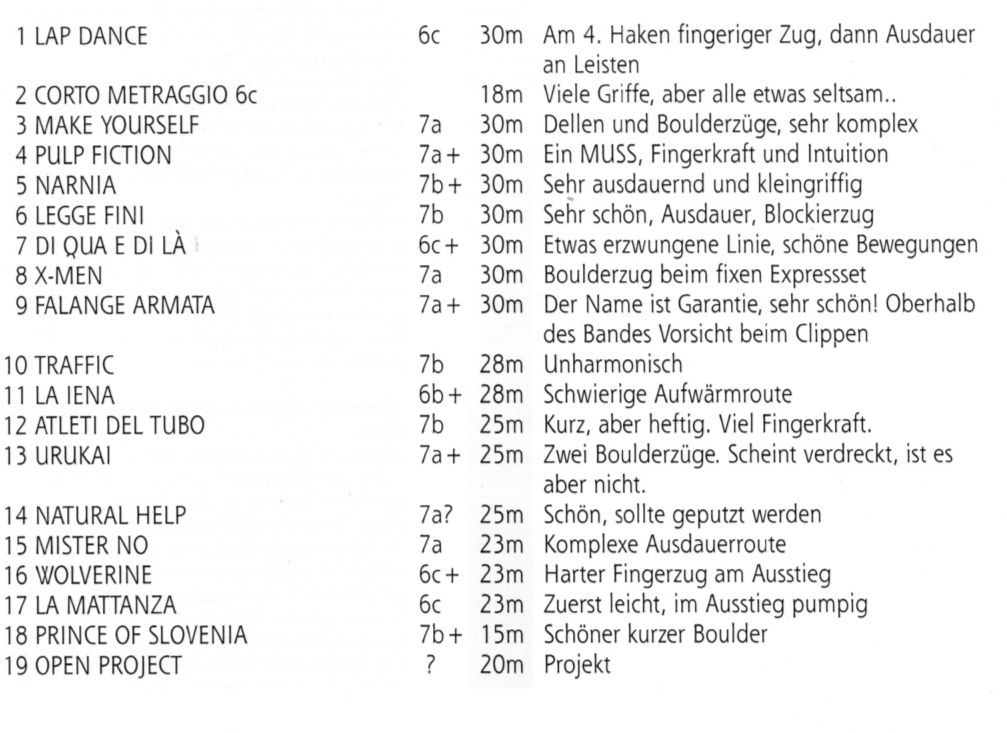 1 LAP DANCE 6c 30m Am 4. Haken fingeriger Zug, dann Ausdauer
an Leisten
2 CORTO METRAGGIO 6c 18m Viele Griffe, aber alle etwas seltsam..
3 MAKE YOURSELF 7a 30m Dellen und Boulderzüge, sehr komplex
4 PULP FICTION 7a+ 30m Ein MUSS, Fingerkraft und Intuition
5 NARNIA 7b+ 30m Sehr ausdauernd und kleingriffig
6 LEGGE FINI 7b 30m Sehr schön, Ausdauer, Blockierzug
7 DI QUA E DI LÀ 6c+ 30m Etwas erzwungene Linie, schöne Bewegungen
8 X-MEN 7a 30m Boulderzug beim fixen Expressset
9 FALANGE ARMATA 7a+ 30m Der Name ist Garantie, sehr schön! Oberhalb
des Bandes Vorsicht beim Clippen
10 TRAFFIC 7b 28m Unharmonisch
11 LA IENA 6b+ 28m Schwierige Aufwärmroute
12 ATLETI DEL TUBO 7b 25m Kurz, aber heftig. Viel Fingerkraft.
13 URUKAI 7a+ 25m Zwei Boulderzüge. Scheint verdreckt, ist es
aber nicht.
14 NATURAL HELP 7a? 25m Schön, sollte geputzt werden
15 MISTER NO 7a 23m Komplexe Ausdauerroute
16 WOLVERINE 6c+ 23m Harter Fingerzug am Ausstieg
17 LA MATTANZA 6c 23m Zuerst leicht, im Ausstieg pumpig
18 PRINCE OF SLOVENIA 7b+ 15m Schöner kurzer Boulder
19 OPEN PROJECT ? 20m Projekt